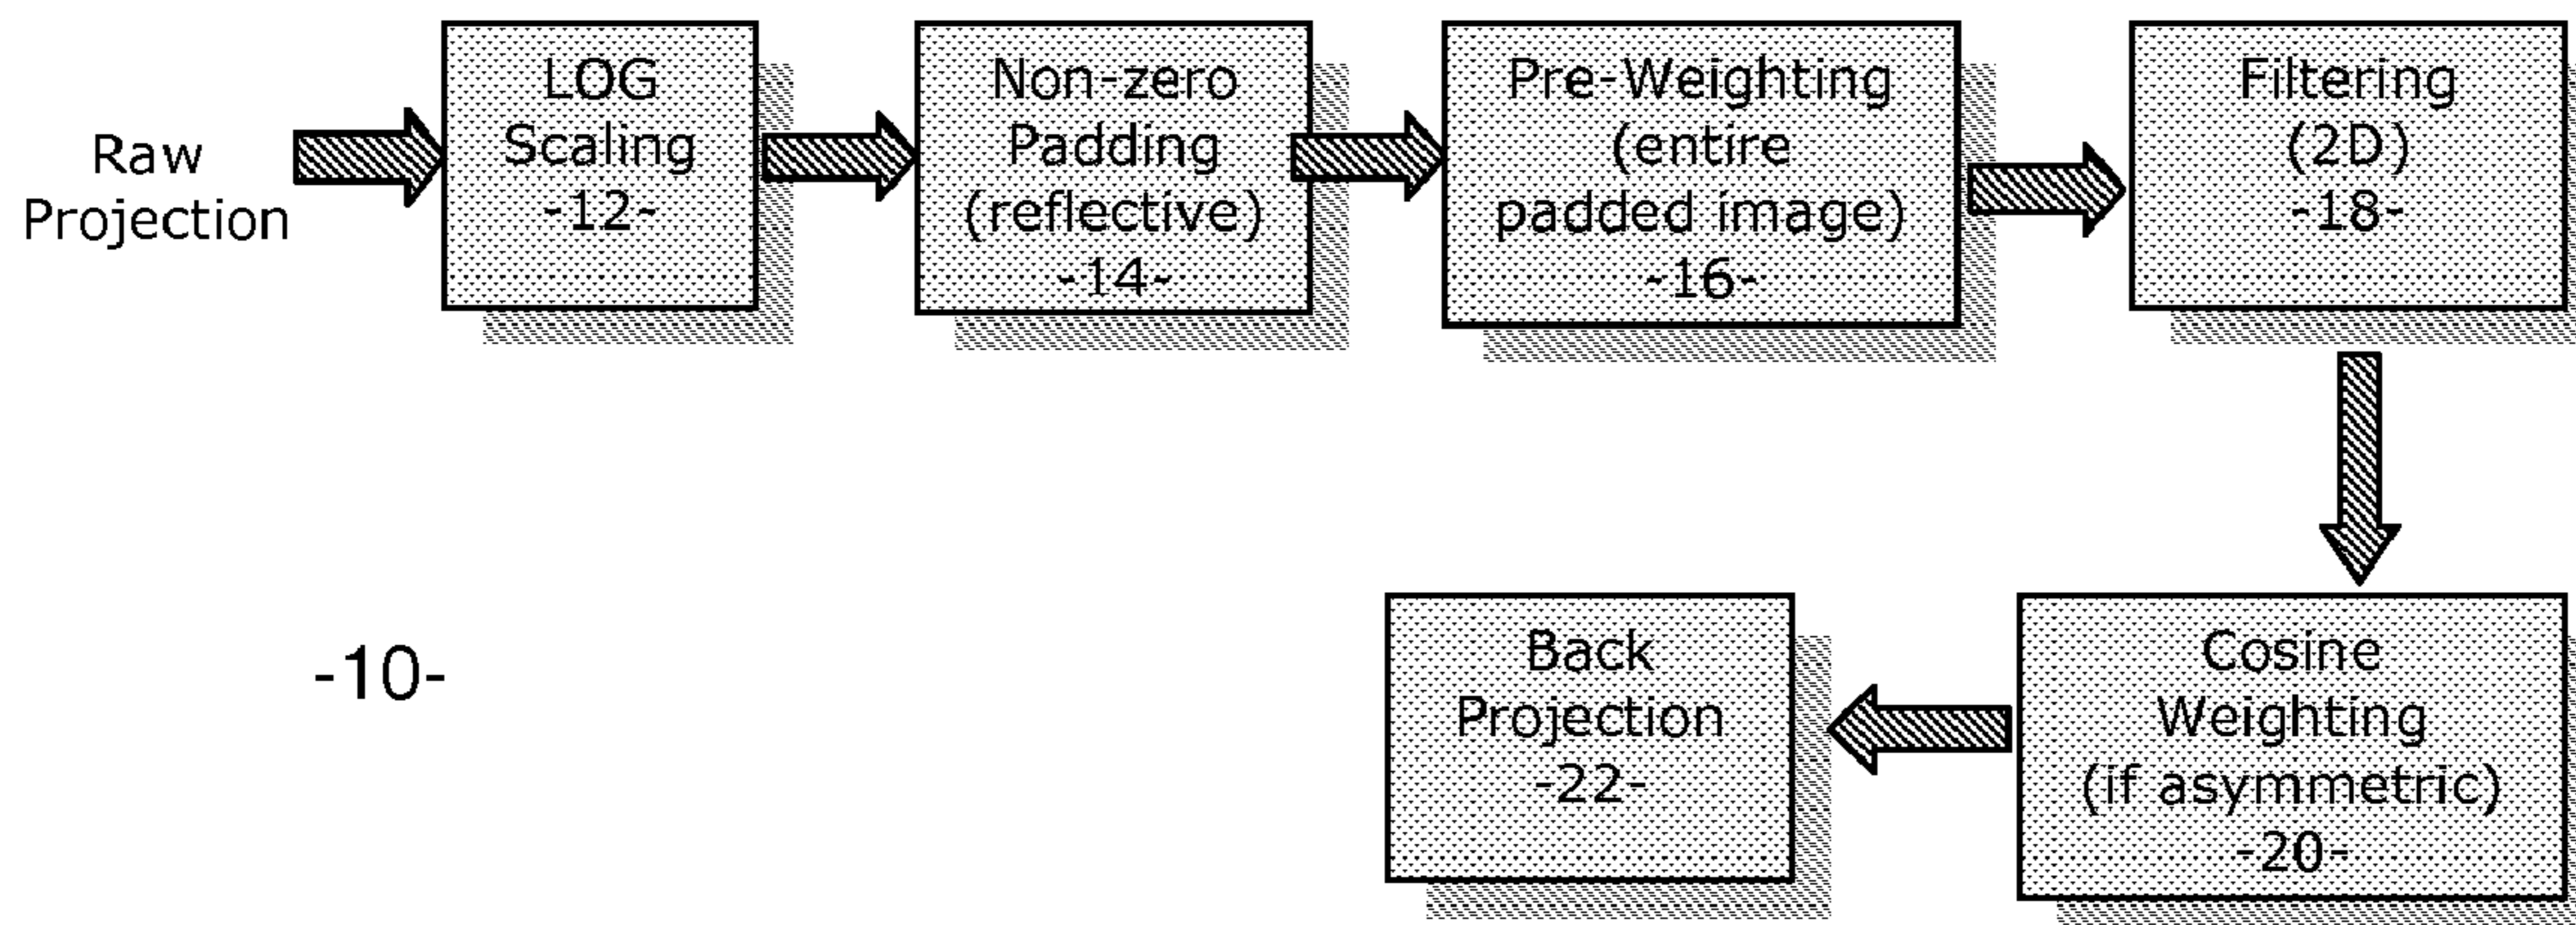 Raw
Projection
LOG
Scaling
-12-
Non-zero
Padding
(reflective)
-14-
Pre-Weighting
(entire
padded image)
-16-
Filtering
(2D)
-18-
Cosine
Weighting
(if asymmetric)
-20-
Back
Projection
-22-
-10-